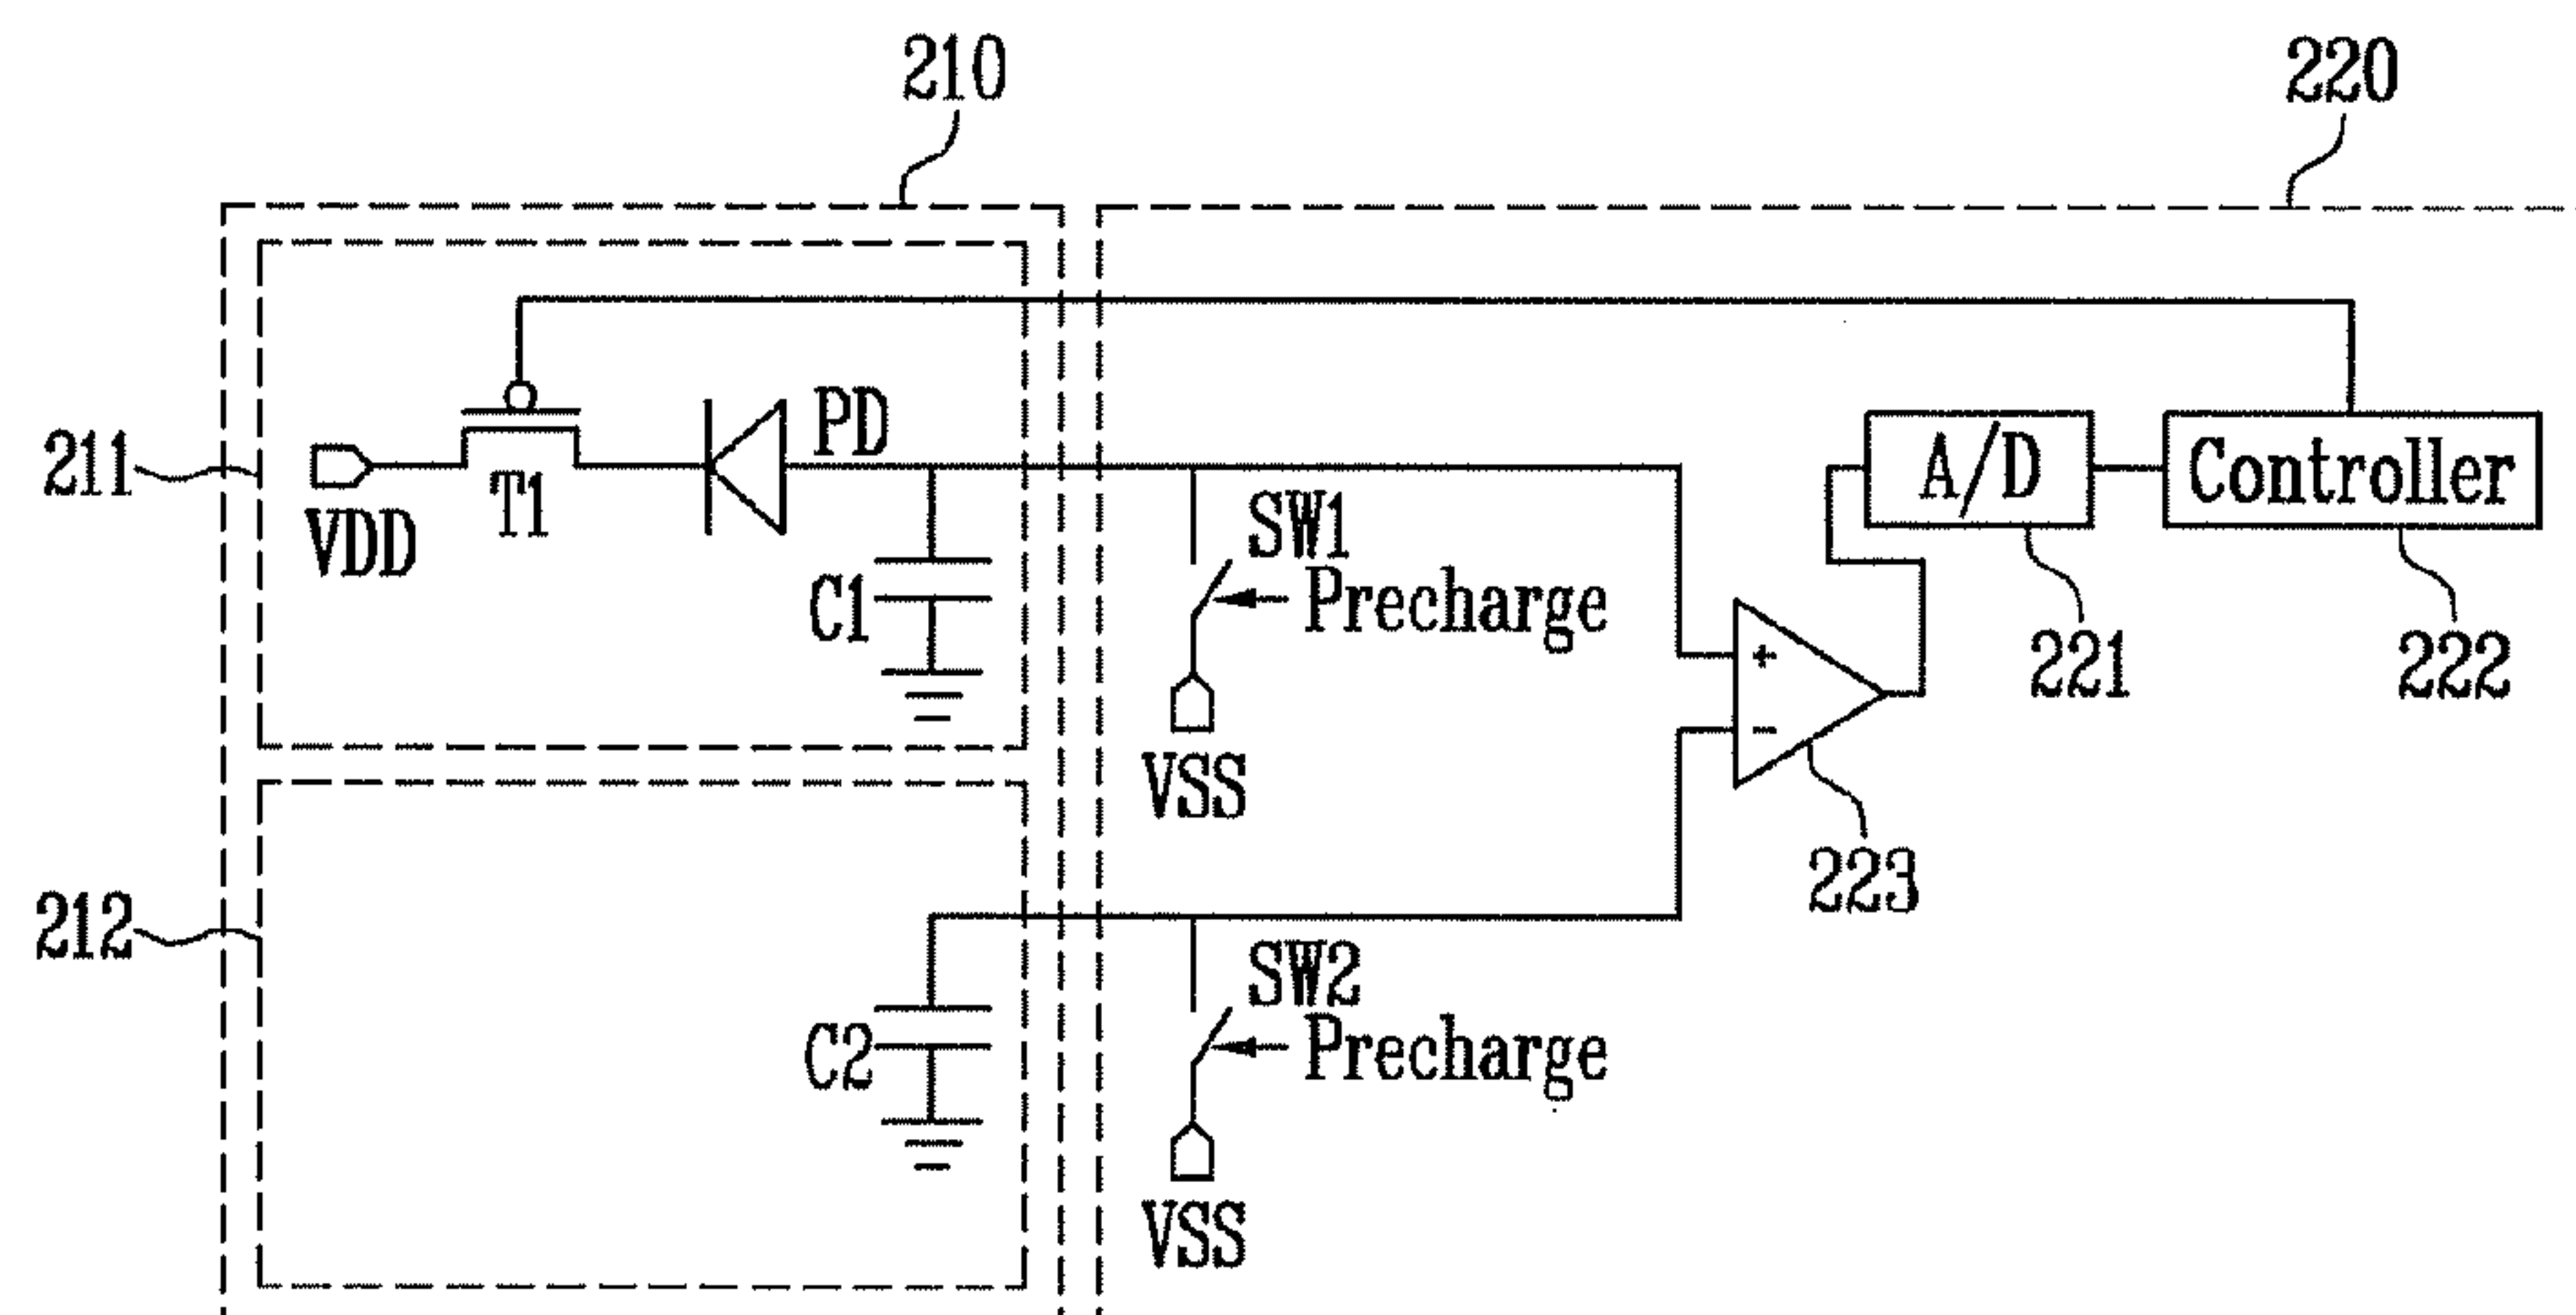 210
220
211
VDD
T1
PD
C1
SW1
Precharge
VSS
A/D
Controller
221
222
+
-
223
212
C2
SW2
Precharge
VSS